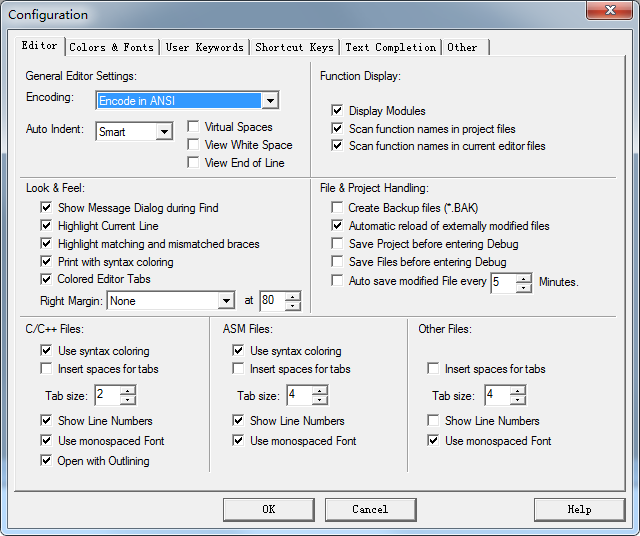 Configuration
Editor Colors & Fonts User Keywords Shortcut Keys Text Completion Other
General Editor Settings:
Encoding: Encode in ANSI
Auto Indent: Smart
Virtual Spaces
View White Space
View End of Line
Function Display:
Display Modules
Scan function names in project files
Scan function names in current editor files
Look & Feel:
Show Message Dialog during Find
Highlight Current Line
Highlight matching and mismatched braces
Print with syntax coloring
Colored Editor Tabs
Right Margin: None at 80
File & Project Handling:
Create Backup files (*.BAK)
Automatic reload of externally modified files
Save Project before entering Debug
Save Files before entering Debug
Auto save modified File every 5 Minutes.
C/C++ Files:
Use syntax coloring
Insert spaces for tabs
Tab size: 2
Show Line Numbers
Use monospaced Font
Open with Outlining
ASM Files:
Use syntax coloring
Insert spaces for tabs
Tab size: 4
Show Line Numbers
Use monospaced Font
Other Files:
Insert spaces for tabs
Tab size: 4
Show Line Numbers
Use monospaced Font
OK Cancel Help